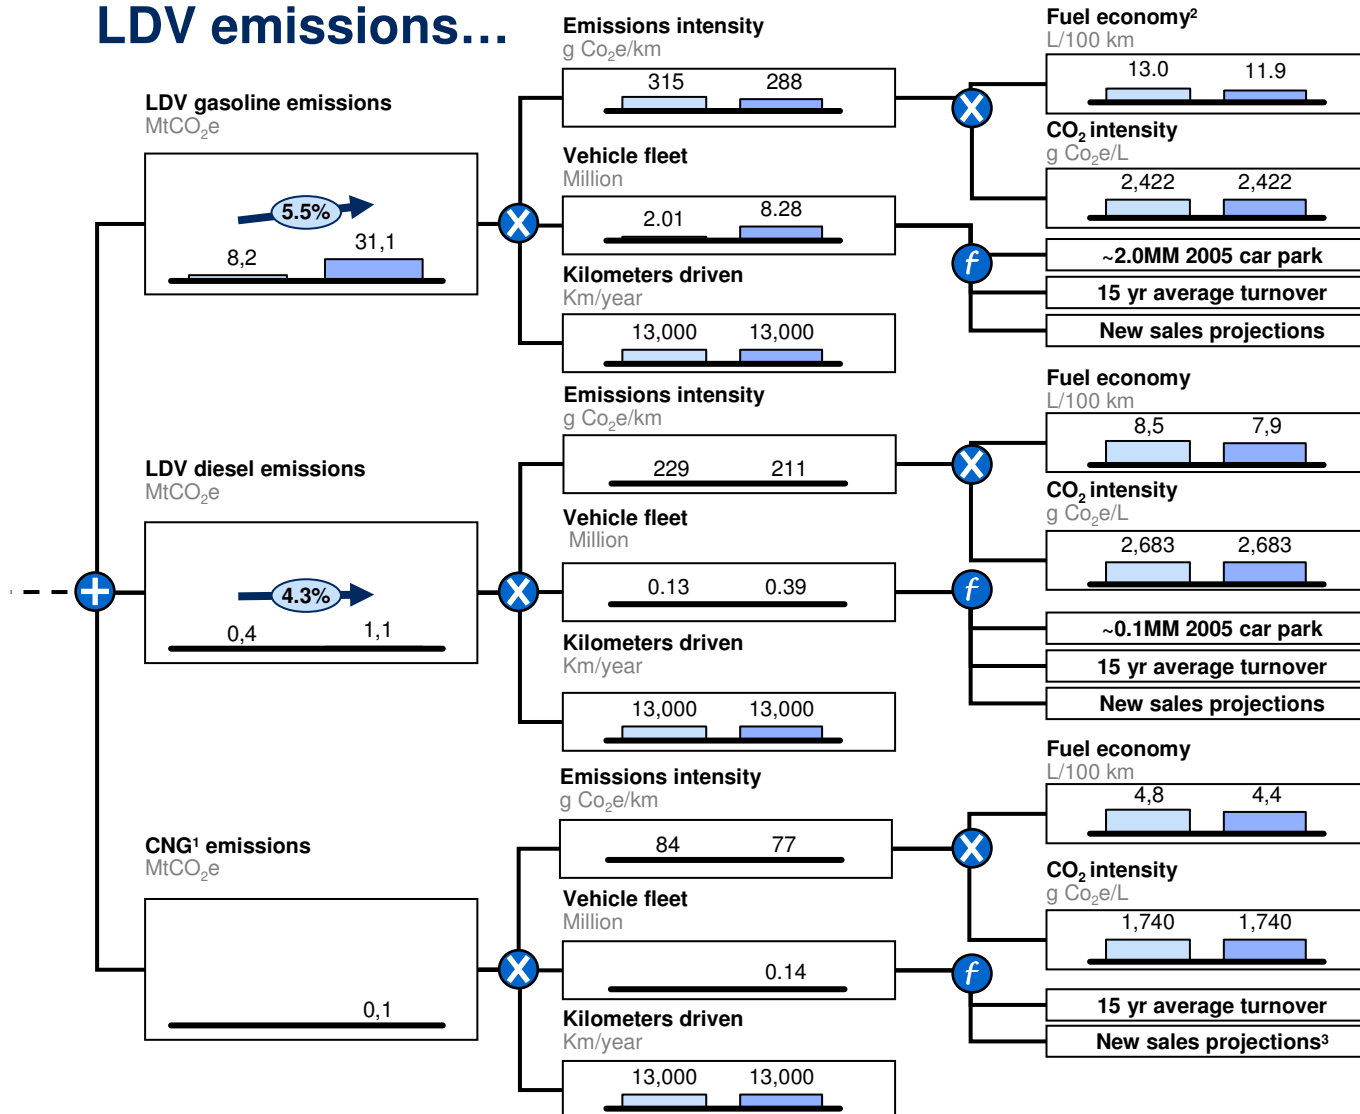 LDV emissions…
LDV gasoline emissions
MtCO₂e
5.5%
8,2
31,1
Emissions intensity
g Co₂e/km
315 288
Vehicle fleet
Million
2.01 8.28
Kilometers driven
Km/year
13,000 13,000
Fuel economy²
L/100 km
13.0 11.9
CO₂ intensity
g Co₂e/L
2,422 2,422
~2.0MM 2005 car park
15 yr average turnover
New sales projections
LDV diesel emissions
MtCO₂e
4.3%
0,4 1,1
Emissions intensity
g Co₂e/km
229 211
Vehicle fleet
Million
0.13 0.39
Kilometers driven
Km/year
13,000 13,000
Fuel economy
L/100 km
8,5 7,9
CO₂ intensity
g Co₂e/L
2,683 2,683
~0.1MM 2005 car park
15 yr average turnover
New sales projections
CNG¹ emissions
MtCO₂e
0,1
Emissions intensity
g Co₂e/km
84 77
Vehicle fleet
Million
0.14
Kilometers driven
Km/year
13,000 13,000
Fuel economy
L/100 km
4,8 4,4
CO₂ intensity
g Co₂e/L
1,740 1,740
15 yr average turnover
New sales projections³
+
X
X
X
X
f
X
f
X
f